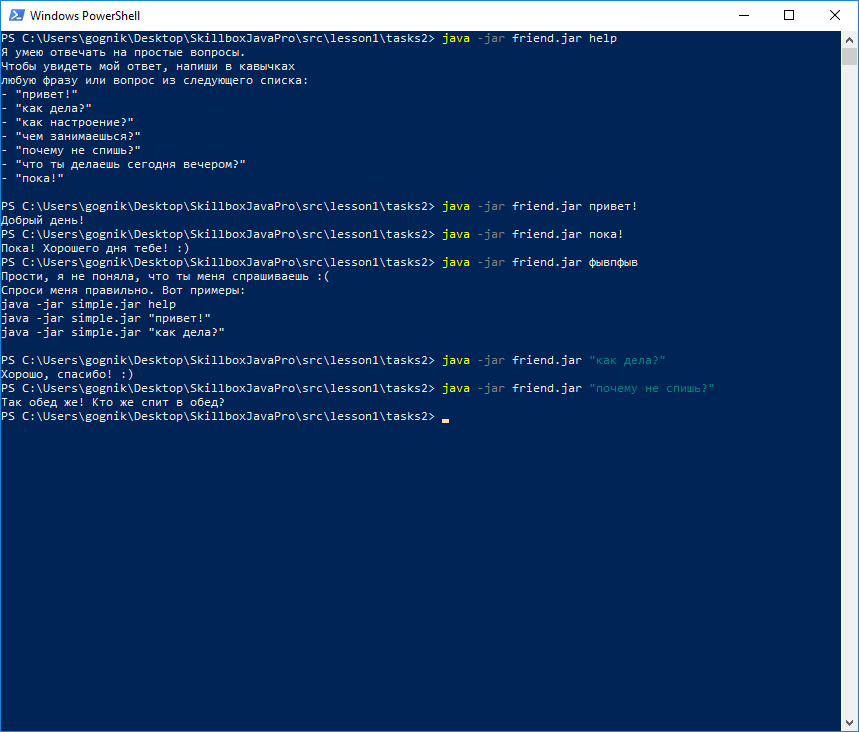 Windows PowerShell
PS C:\Users\gognik\Desktop\SkillboxJavaPro\src\lesson1\tasks2> java -jar friend.jar help
Я умею отвечать на простые вопросы.
Чтобы увидеть мой ответ, напиши в кавычках
любую фразу или вопрос из следующего списка:
- "привет!"
- "как дела?"
- "как настроение?"
- "чем занимаешься?"
- "почему не спишь?"
- "что ты делаешь сегодня вечером?"
- "пока!"
PS C:\Users\gognik\Desktop\SkillboxJavaPro\src\lesson1\tasks2> java -jar friend.jar привет!
Добрый день!
PS C:\Users\gognik\Desktop\SkillboxJavaPro\src\lesson1\tasks2> java -jar friend.jar пока!
Пока! Хорошего дня тебе! :)
PS C:\Users\gognik\Desktop\SkillboxJavaPro\src\lesson1\tasks2> java -jar friend.jar фывпфыв
Прости, я не поняла, что ты меня спрашиваешь :(
Спроси меня правильно. Вот примеры:
java -jar simple.jar help
java -jar simple.jar "привет!"
java -jar simple.jar "как дела?"
PS C:\Users\gognik\Desktop\SkillboxJavaPro\src\lesson1\tasks2> java -jar friend.jar "как дела?"
Хорошо, спасибо! :)
PS C:\Users\gognik\Desktop\SkillboxJavaPro\src\lesson1\tasks2> java -jar friend.jar "почему не спишь?"
Так обед же! Кто же спит в обед?
PS C:\Users\gognik\Desktop\SkillboxJavaPro\src\lesson1\tasks2>